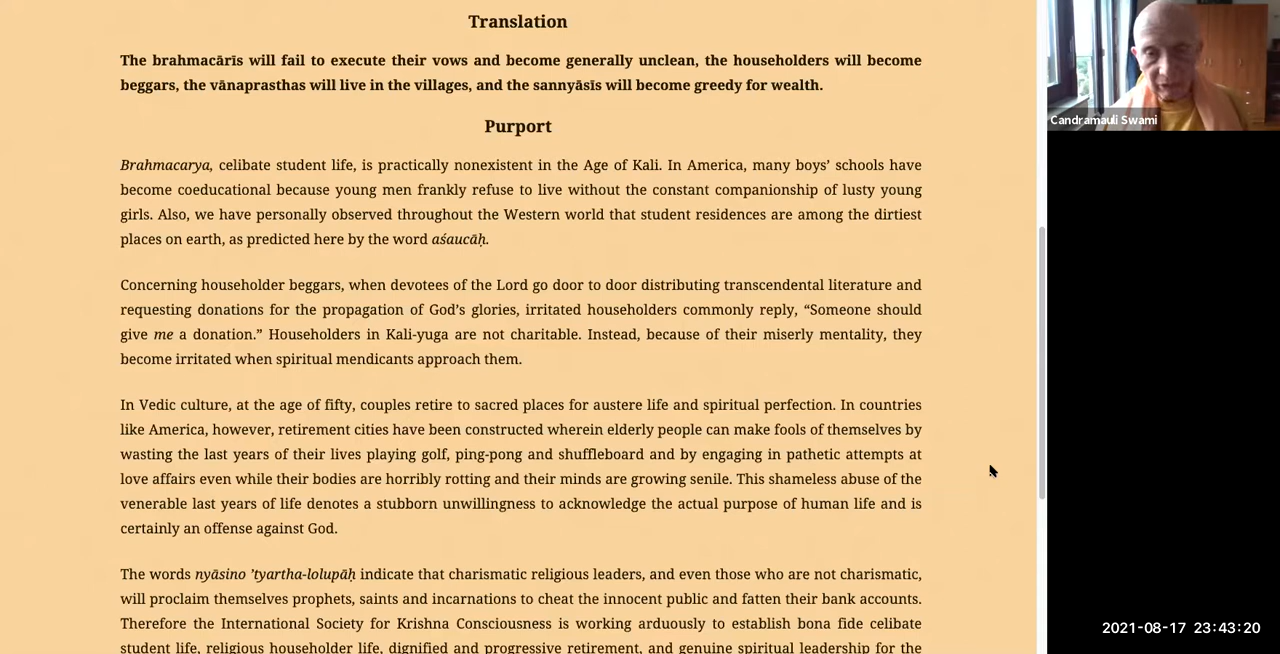 Translation
The brahmacārīs will fail to execute their vows and become generally unclean, the householders will become
beggars, the vānaprasthas will live in the villages, and the sannyāsīs will become greedy for wealth.
Purport
Brahmacarya, celibate student life, is practically nonexistent in the Age of Kali. In America, many boys’ schools have
become coeducational because young men frankly refuse to live without the constant companionship of lusty young
girls. Also, we have personally observed throughout the Western world that student residences are among the dirtiest
places on earth, as predicted here by the word aśaucāḥ.
Concerning householder beggars, when devotees of the Lord go door to door distributing transcendental literature and
requesting donations for the propagation of God’s glories, irritated householders commonly reply, “Someone should
give me a donation.” Householders in Kali-yuga are not charitable. Instead, because of their miserly mentality, they
become irritated when spiritual mendicants approach them.
In Vedic culture, at the age of fifty, couples retire to sacred places for austere life and spiritual perfection. In countries
like America, however, retirement cities have been constructed wherein elderly people can make fools of themselves by
wasting the last years of their lives playing golf, ping-pong and shuffleboard and by engaging in pathetic attempts at
love affairs even while their bodies are horribly rotting and their minds are growing senile. This shameless abuse of the
venerable last years of life denotes a stubborn unwillingness to acknowledge the actual purpose of human life and is
certainly an offense against God.
The words nyāsino ’tyartha-lolupāḥ indicate that charismatic religious leaders, and even those who are not charismatic,
will proclaim themselves prophets, saints and incarnations to cheat the innocent public and fatten their bank accounts.
Therefore the International Society for Krishna Consciousness is working arduously to establish bona fide celibate
student life, religious householder life, dignified and progressive retirement, and genuine spiritual leadership for the
Candramauli Swami
2021-08-17 23:43:20